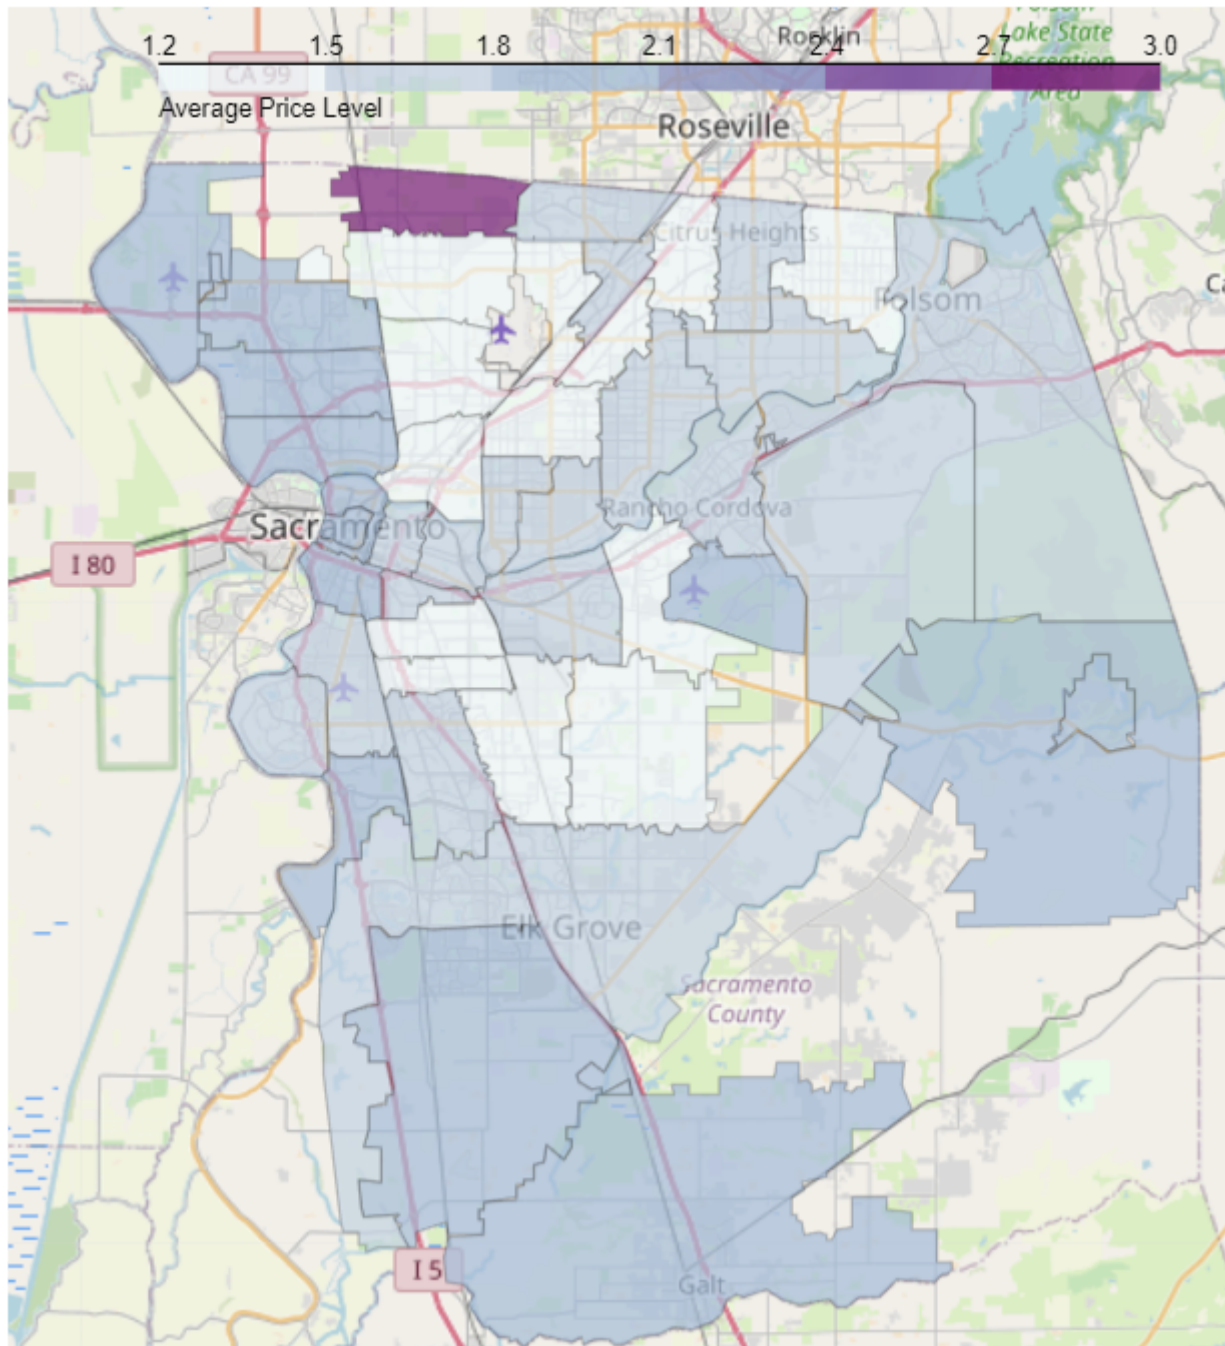 Folsom
Lake State
Recreation
Area
Rocklin
1.2 1.5 1.8 2.1 2.4 2.7 3.0
CA 99
Average Price Level
Roseville
Citrus Heights
Folsom
Ca
Rancho Cordova
Sacramento
I 80
Elk Grove
Sacramento
County
I 5
Galt